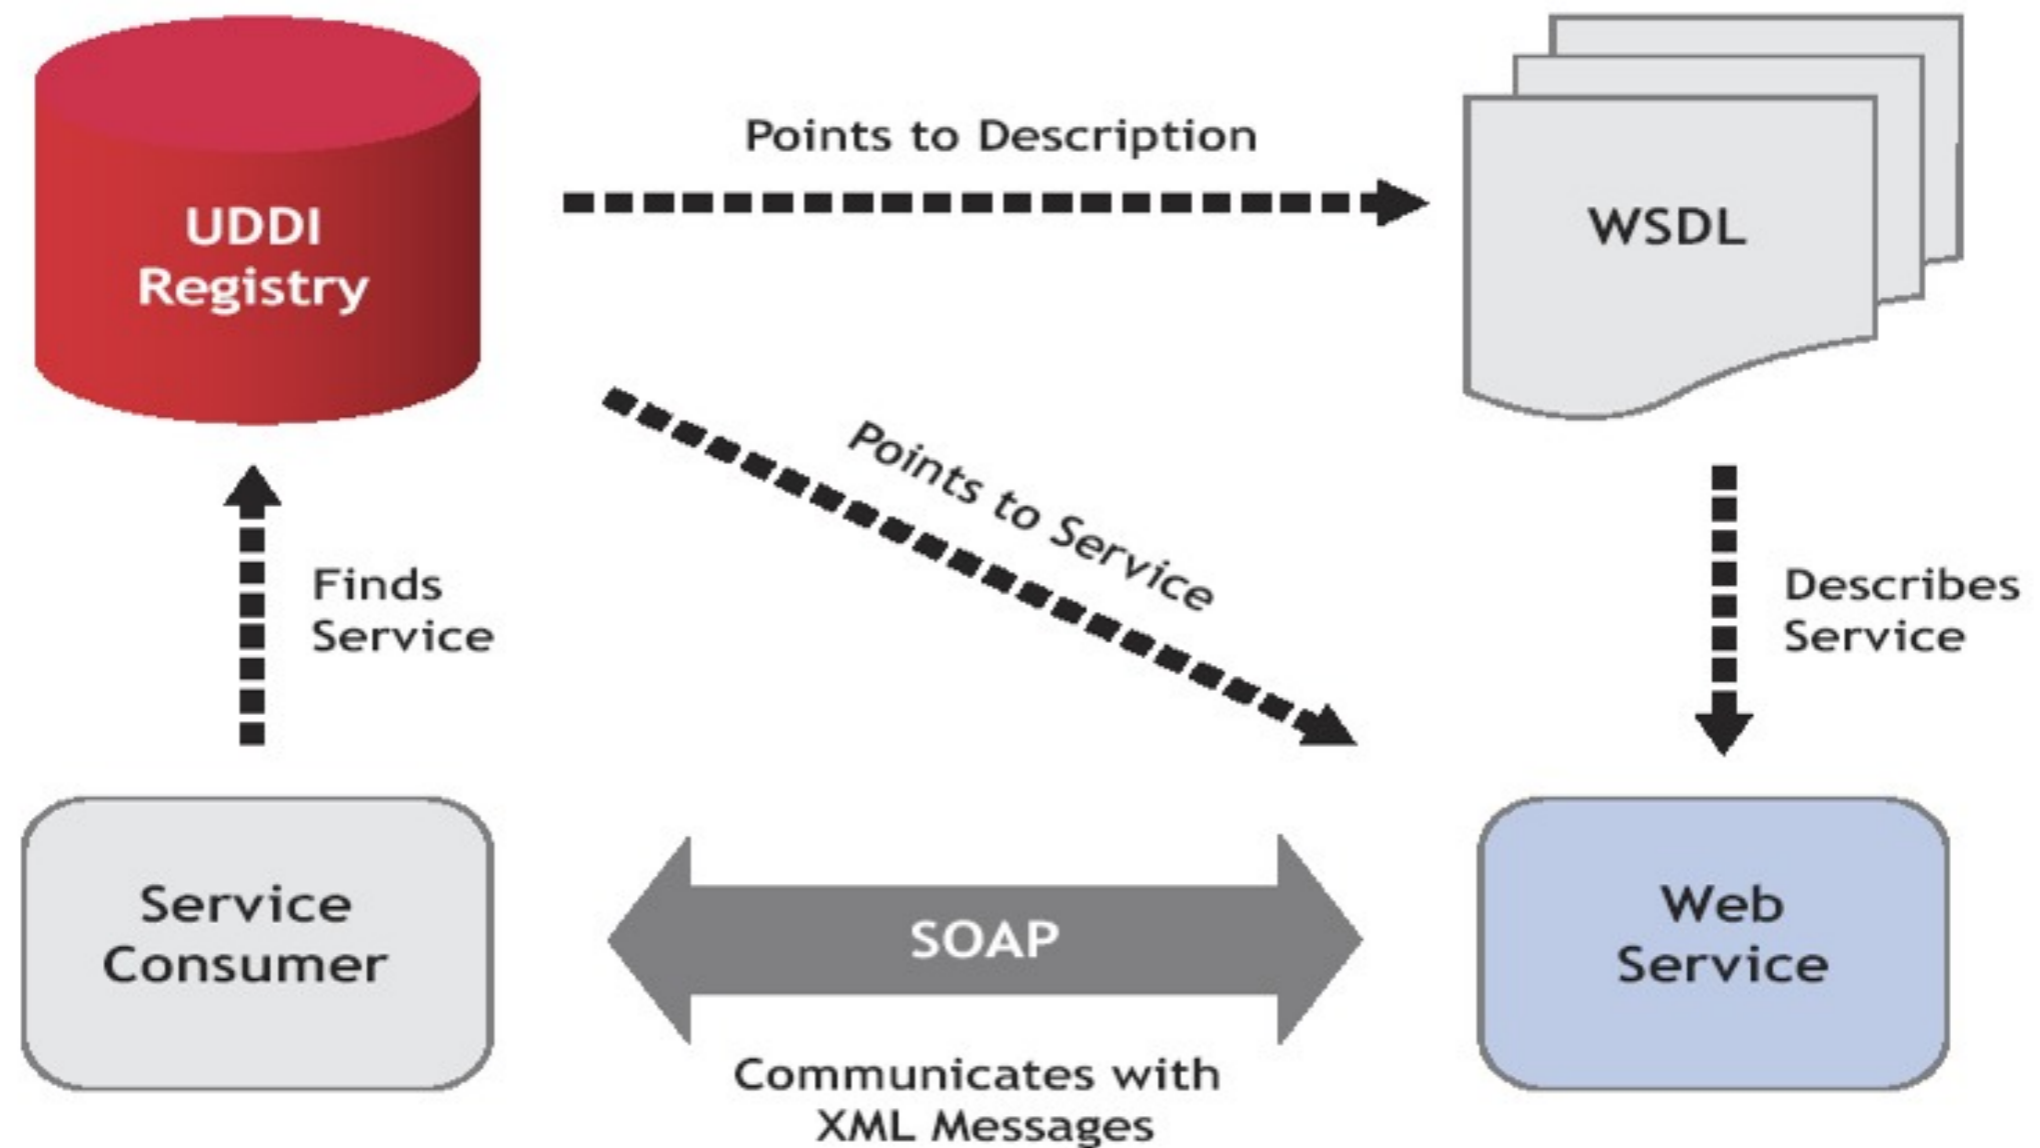 UDDI
Registry
Points to Description
WSDL
Points to Service
Finds
Service
Describes
Service
Service
Consumer
SOAP
Web
Service
Communicates with
XML Messages